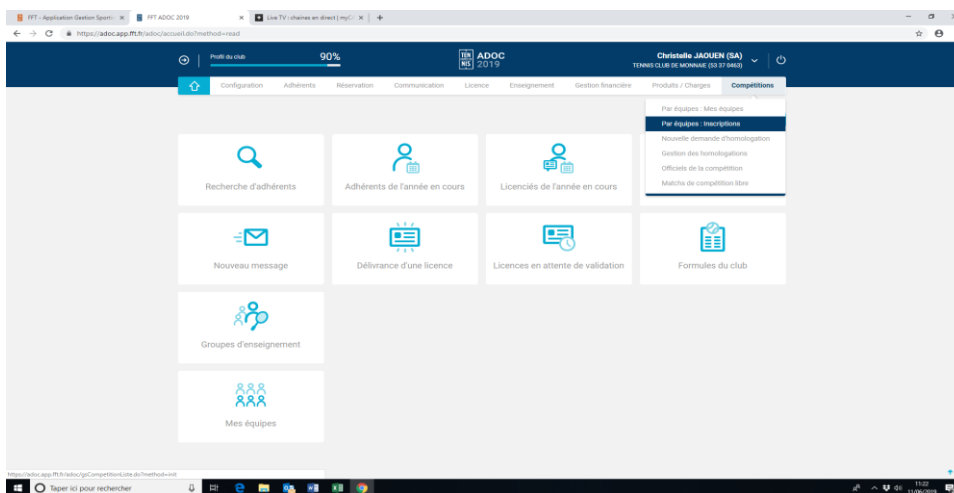 FFT - Application Gestion Sporti
FFT ADOC 2019
Live TV : chaines en direct | myC
https://adoc.app.fft.fr/adoc/accueil.do?method=read
Profil du club 90%
TEN NIS ADOC 2019
Christelle JAOUEN (SA)
TENNIS CLUB DE MONNAIE (53 37 0463)
Configuration Adhérents Réservation Communication Licence Enseignement Gestion financière Produits / Charges Compétitions
Par équipes : Mes équipes
Par équipes : Inscriptions
Nouvelle demande d'homologation
Gestion des homologations
Officiels de la compétition
Matchs de compétition libre
Recherche d'adhérents
Adhérents de l'année en cours
Licenciés de l'année en cours
Nouveau message
Délivrance d'une licence
Licences en attente de validation
Formules du club
Groupes d'enseignement
Mes équipes
https://adoc.app.fft.fr/adoc/gsCompetitionListe.do?method=init
Taper ici pour rechercher
11:22
11/06/2019